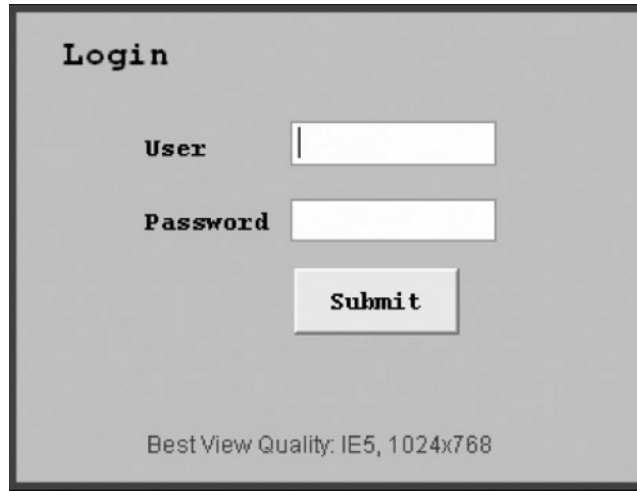 Login
User
Password
Submit
Best View Quality: IE5, 1024x768